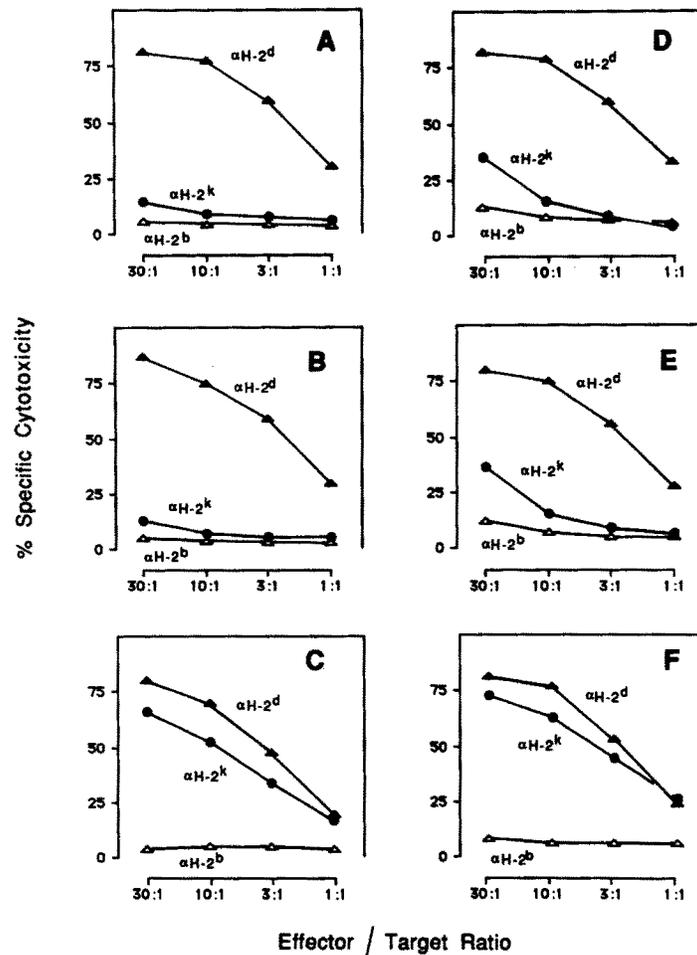 % Specific Cytotoxicity
A
75
50
25
0
αH-2d
αH-2k
αH-2b
30:1 10:1 3:1 1:1
D
75
50
25
0
αH-2d
αH-2k
αH-2b
30:1 10:1 3:1 1:1
B
75
50
25
0
αH-2d
αH-2k
αH-2b
30:1 10:1 3:1 1:1
E
75
50
25
0
αH-2d
αH-2k
αH-2b
30:1 10:1 3:1 1:1
C
75
50
25
0
αH-2d
αH-2k
αH-2b
30:1 10:1 3:1 1:1
F
75
50
25
0
αH-2d
αH-2k
αH-2b
30:1 10:1 3:1 1:1
Effector / Target Ratio